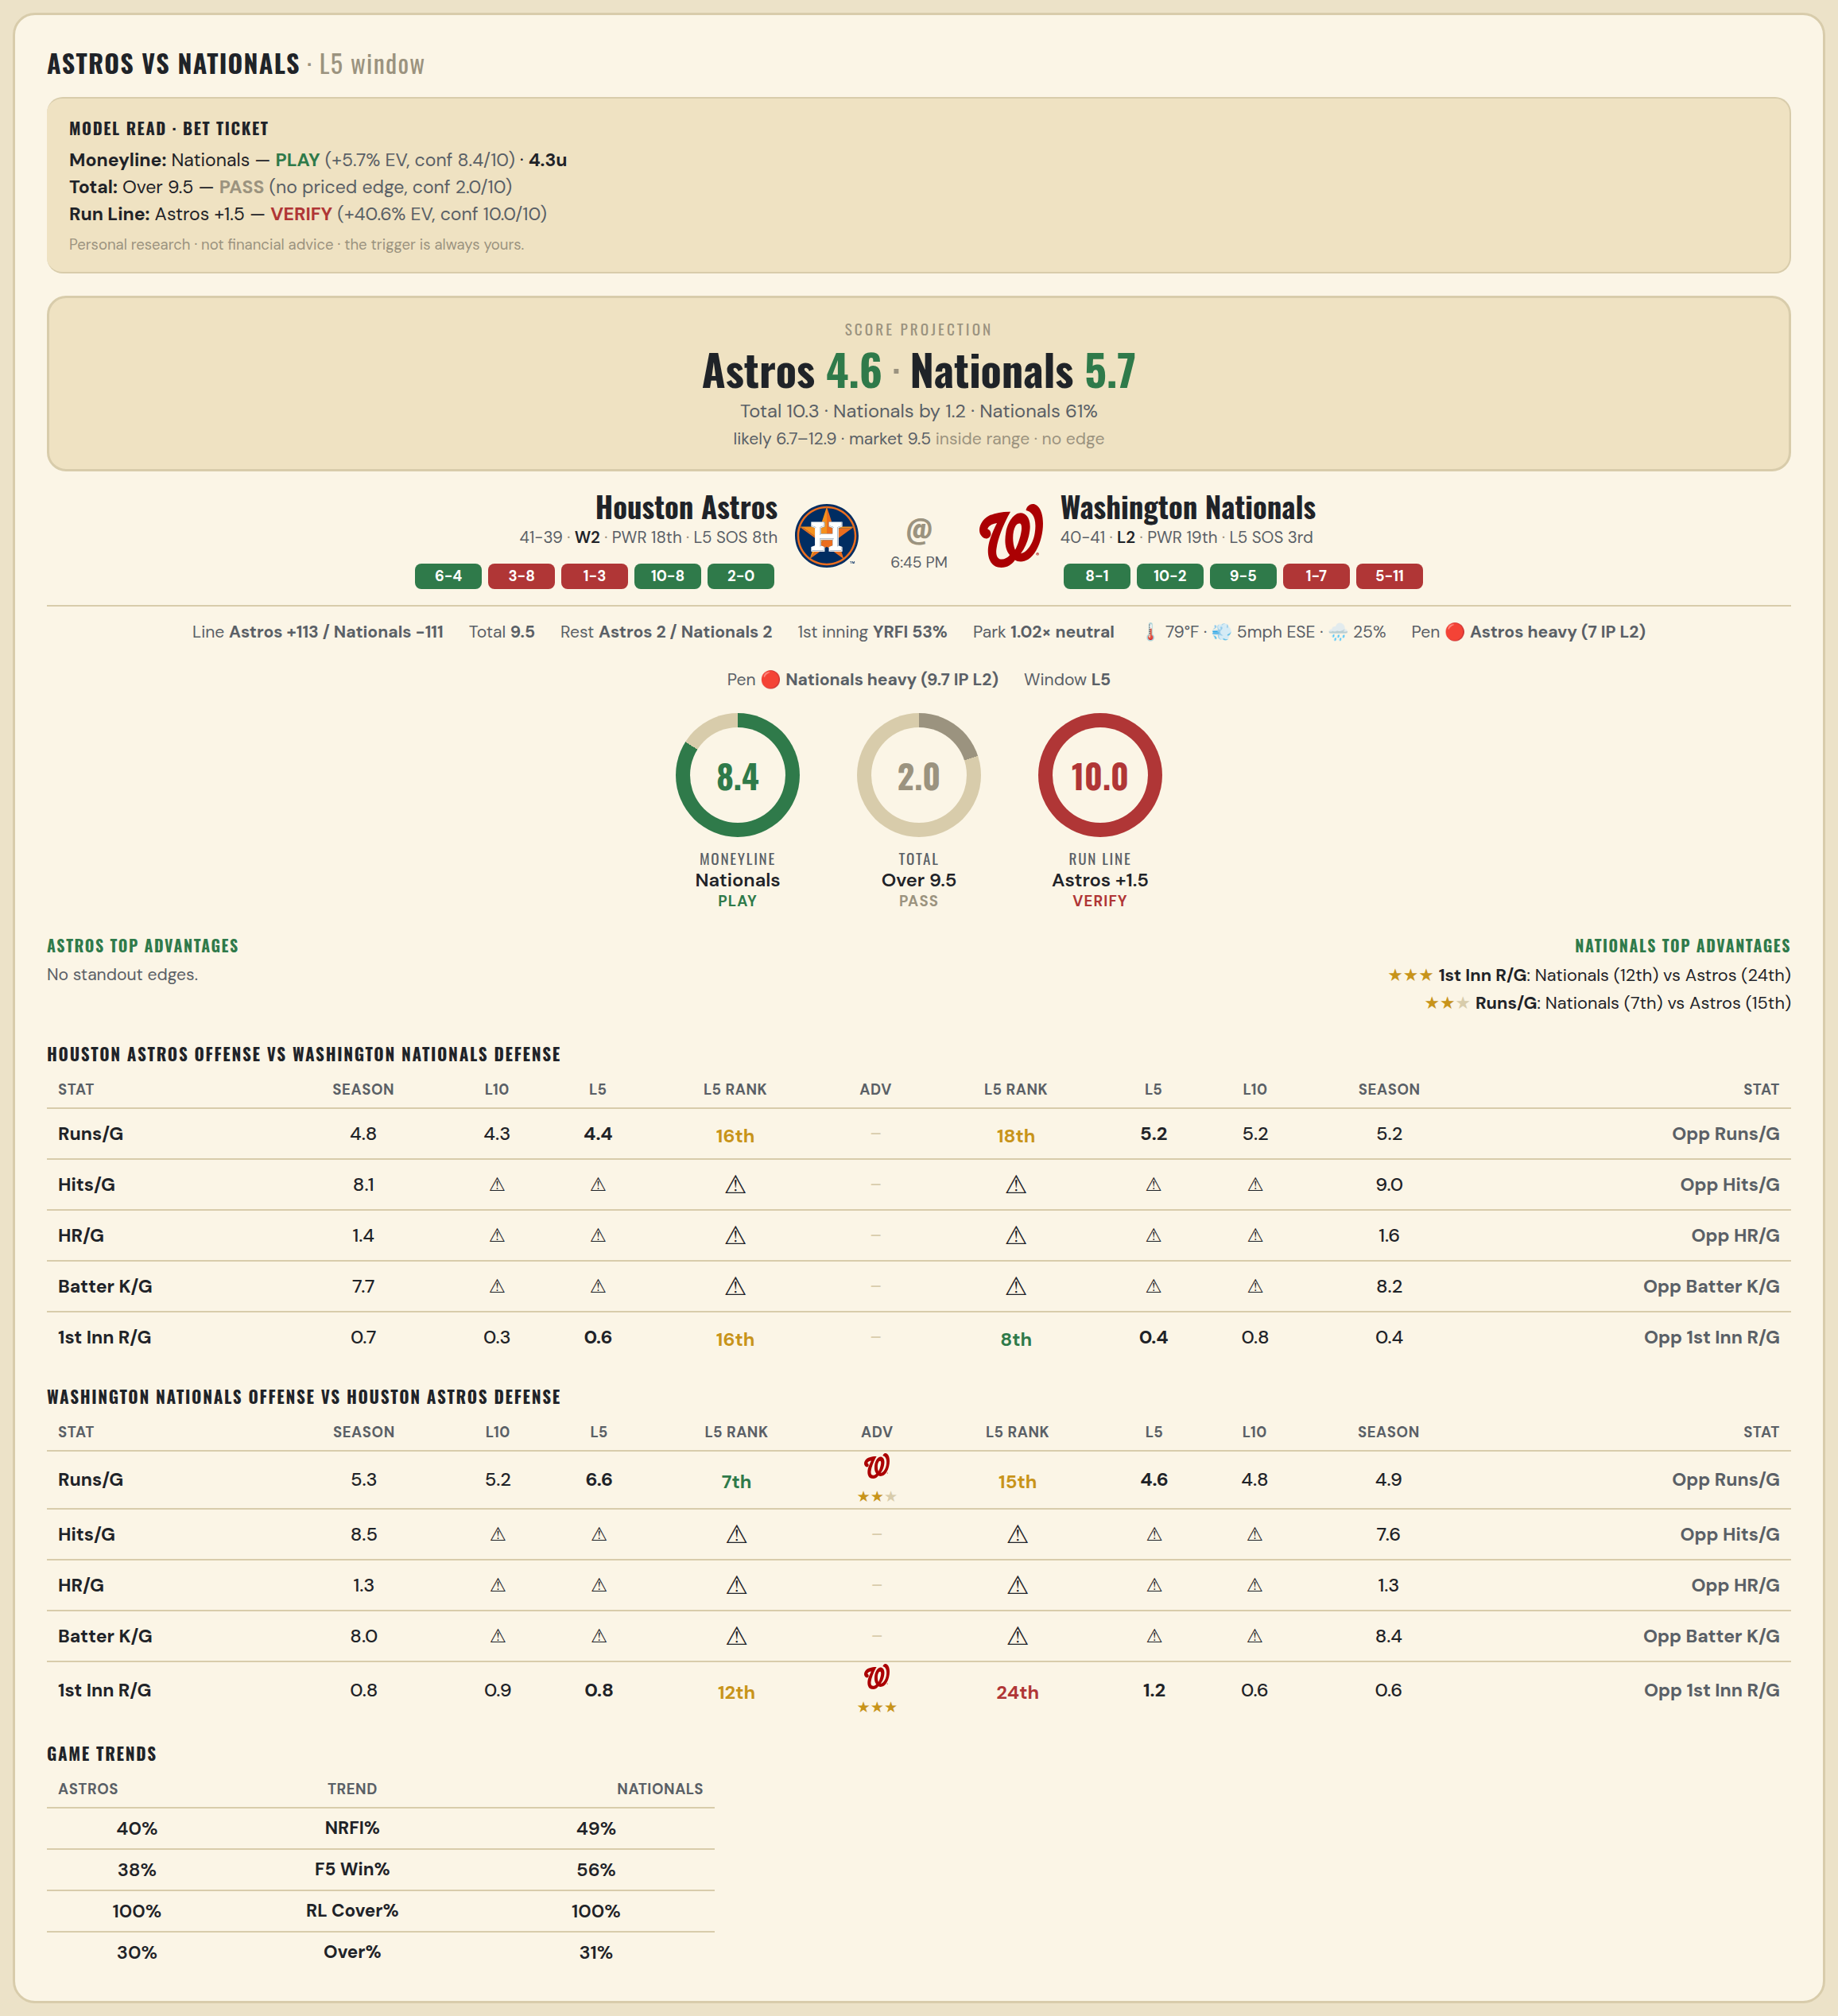 ASTROS VS NATIONALS · L5 window
MODEL READ · BET TICKET
Moneyline: Nationals — PLAY (+5.7% EV, conf 8.4/10) · 4.3u
Total: Over 9.5 — PASS (no priced edge, conf 2.0/10)
Run Line: Astros +1.5 — VERIFY (+40.6% EV, conf 10.0/10)
Personal research · not financial advice · the trigger is always yours.
SCORE PROJECTION
Astros 4.6 · Nationals 5.7
Total 10.3 · Nationals by 1.2 · Nationals 61%
likely 6.7–12.9 · market 9.5 inside range · no edge
Houston Astros
41-39 · W2 · PWR 18th · L5 SOS 8th
6-4 3-8 1-3 10-8 2-0
H
@
6:45 PM
W
Washington Nationals
40-41 · L2 · PWR 19th · L5 SOS 3rd
8-1 10-2 9-5 1-7 5-11
Line Astros +113 / Nationals -111 Total 9.5 Rest Astros 2 / Nationals 2 1st inning YRFI 53% Park 1.02× neutral 🌡️ 79°F · 💨 5mph ESE · 🌧️ 25% Pen 🔴 Astros heavy (7 IP L2)
Pen 🔴 Nationals heavy (9.7 IP L2) Window L5
8.4 2.0 10.0
MONEYLINE TOTAL RUN LINE
Nationals Over 9.5 Astros +1.5
PLAY PASS VERIFY
ASTROS TOP ADVANTAGES
No standout edges.
NATIONALS TOP ADVANTAGES
★★★ 1st Inn R/G: Nationals (12th) vs Astros (24th)
★★★ Runs/G: Nationals (7th) vs Astros (15th)
HOUSTON ASTROS OFFENSE VS WASHINGTON NATIONALS DEFENSE
STAT SEASON L10 L5 L5 RANK ADV L5 RANK L5 L10 SEASON STAT
Runs/G 4.8 4.3 4.4 16th – 18th 5.2 5.2 5.2 Opp Runs/G
Hits/G 8.1 ⚠ ⚠ ⚠ – ⚠ ⚠ ⚠ 9.0 Opp Hits/G
HR/G 1.4 ⚠ ⚠ ⚠ – ⚠ ⚠ ⚠ 1.6 Opp HR/G
Batter K/G 7.7 ⚠ ⚠ ⚠ – ⚠ ⚠ ⚠ 8.2 Opp Batter K/G
1st Inn R/G 0.7 0.3 0.6 16th – 8th 0.4 0.8 0.4 Opp 1st Inn R/G
WASHINGTON NATIONALS OFFENSE VS HOUSTON ASTROS DEFENSE
STAT SEASON L10 L5 L5 RANK ADV L5 RANK L5 L10 SEASON STAT
Runs/G 5.3 5.2 6.6 7th W ★★★ 15th 4.6 4.8 4.9 Opp Runs/G
Hits/G 8.5 ⚠ ⚠ ⚠ – ⚠ ⚠ ⚠ 7.6 Opp Hits/G
HR/G 1.3 ⚠ ⚠ ⚠ – ⚠ ⚠ ⚠ 1.3 Opp HR/G
Batter K/G 8.0 ⚠ ⚠ ⚠ – ⚠ ⚠ ⚠ 8.4 Opp Batter K/G
1st Inn R/G 0.8 0.9 0.8 12th W ★★★ 24th 1.2 0.6 0.6 Opp 1st Inn R/G
GAME TRENDS
ASTROS TREND NATIONALS
40% NRFI% 49%
38% F5 Win% 56%
100% RL Cover% 100%
30% Over% 31%